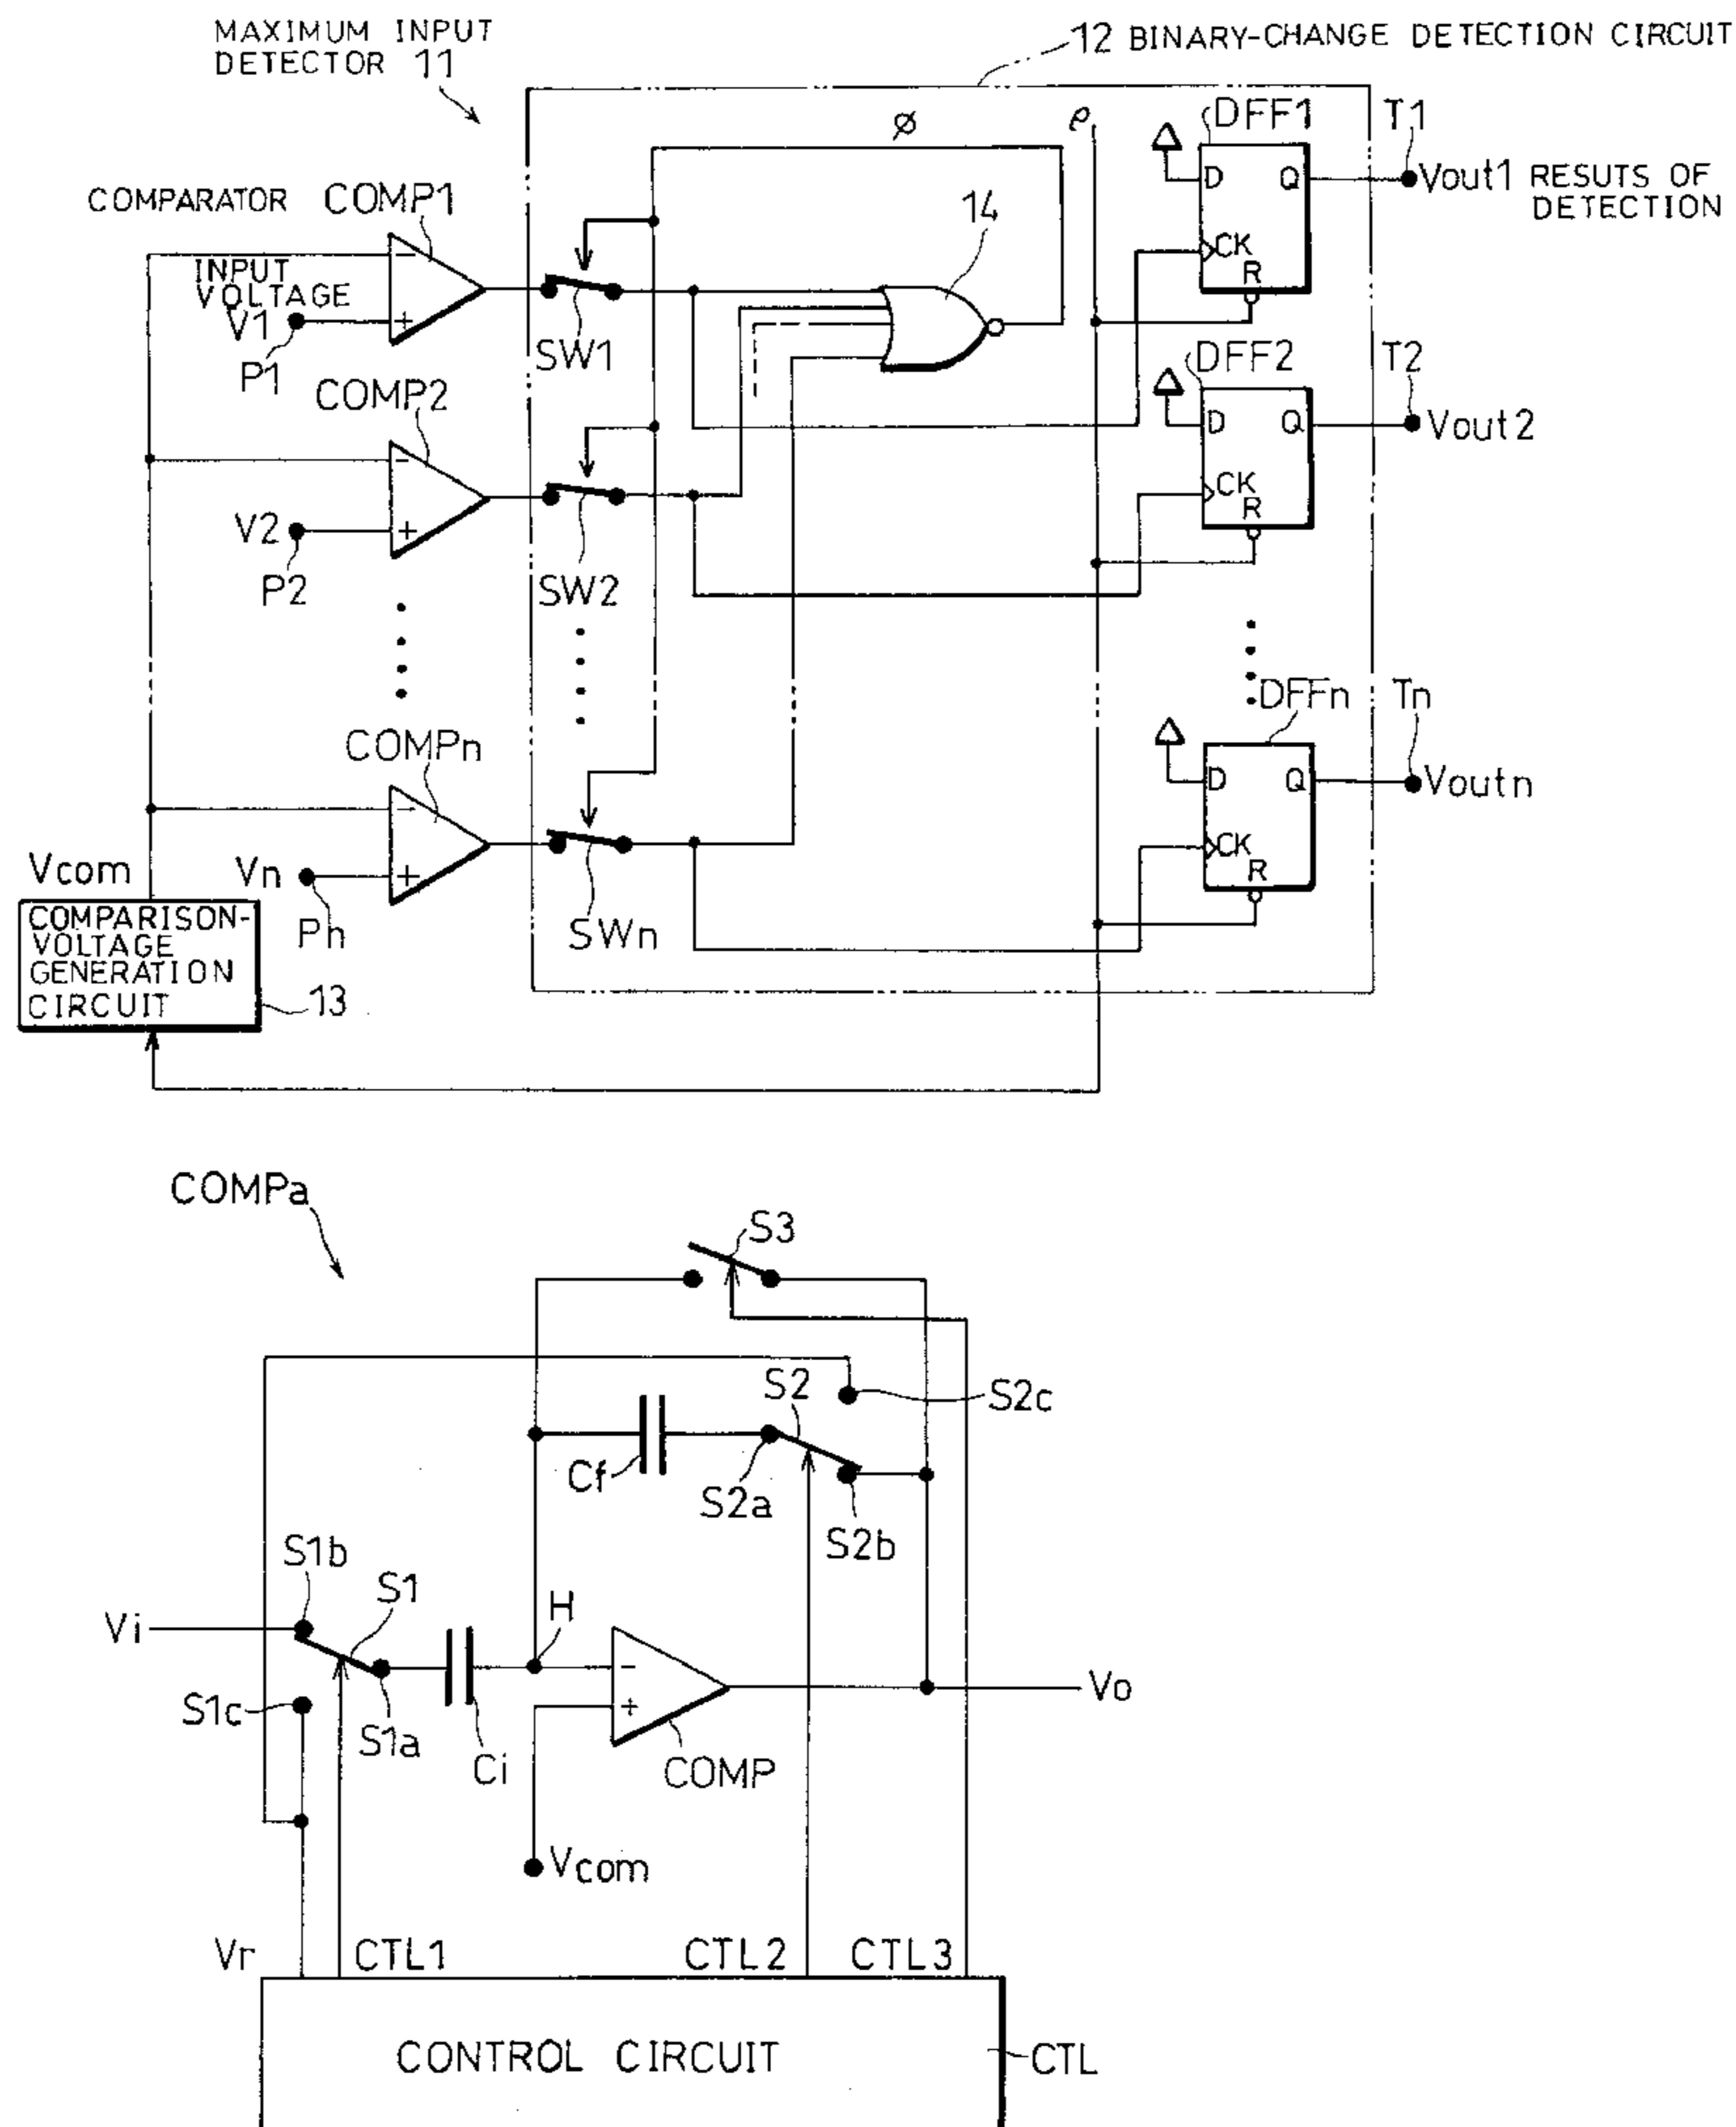 MAXIMUM INPUT
DETECTOR 11
12 BINARY-CHANGE DETECTION CIRCUIT
ø
ρ
DFF1
T1
D
Q
Vout1
RESUTS OF
DETECTION
CK
R
COMPARATOR
COMP1
14
INPUT
VOLTAGE
V1
P1
−
+
SW1
COMP2
DFF2
T2
D
Q
Vout2
CK
R
−
V2
+
P2
SW2
COMPn
DFFn
Tn
D
Q
Voutn
CK
R
−
Vcom
Vn
+
Ph
SWn
COMPARISON-
VOLTAGE
GENERATION
CIRCUIT
13
COMPa
S3
S2
S2c
Cf
S2a
S2b
S1b
S1
H
Vi
−
Vo
S1c
+
S1a
Ci
COMP
Vcom
Vr
CTL1
CTL2
CTL3
CONTROL CIRCUIT
CTL